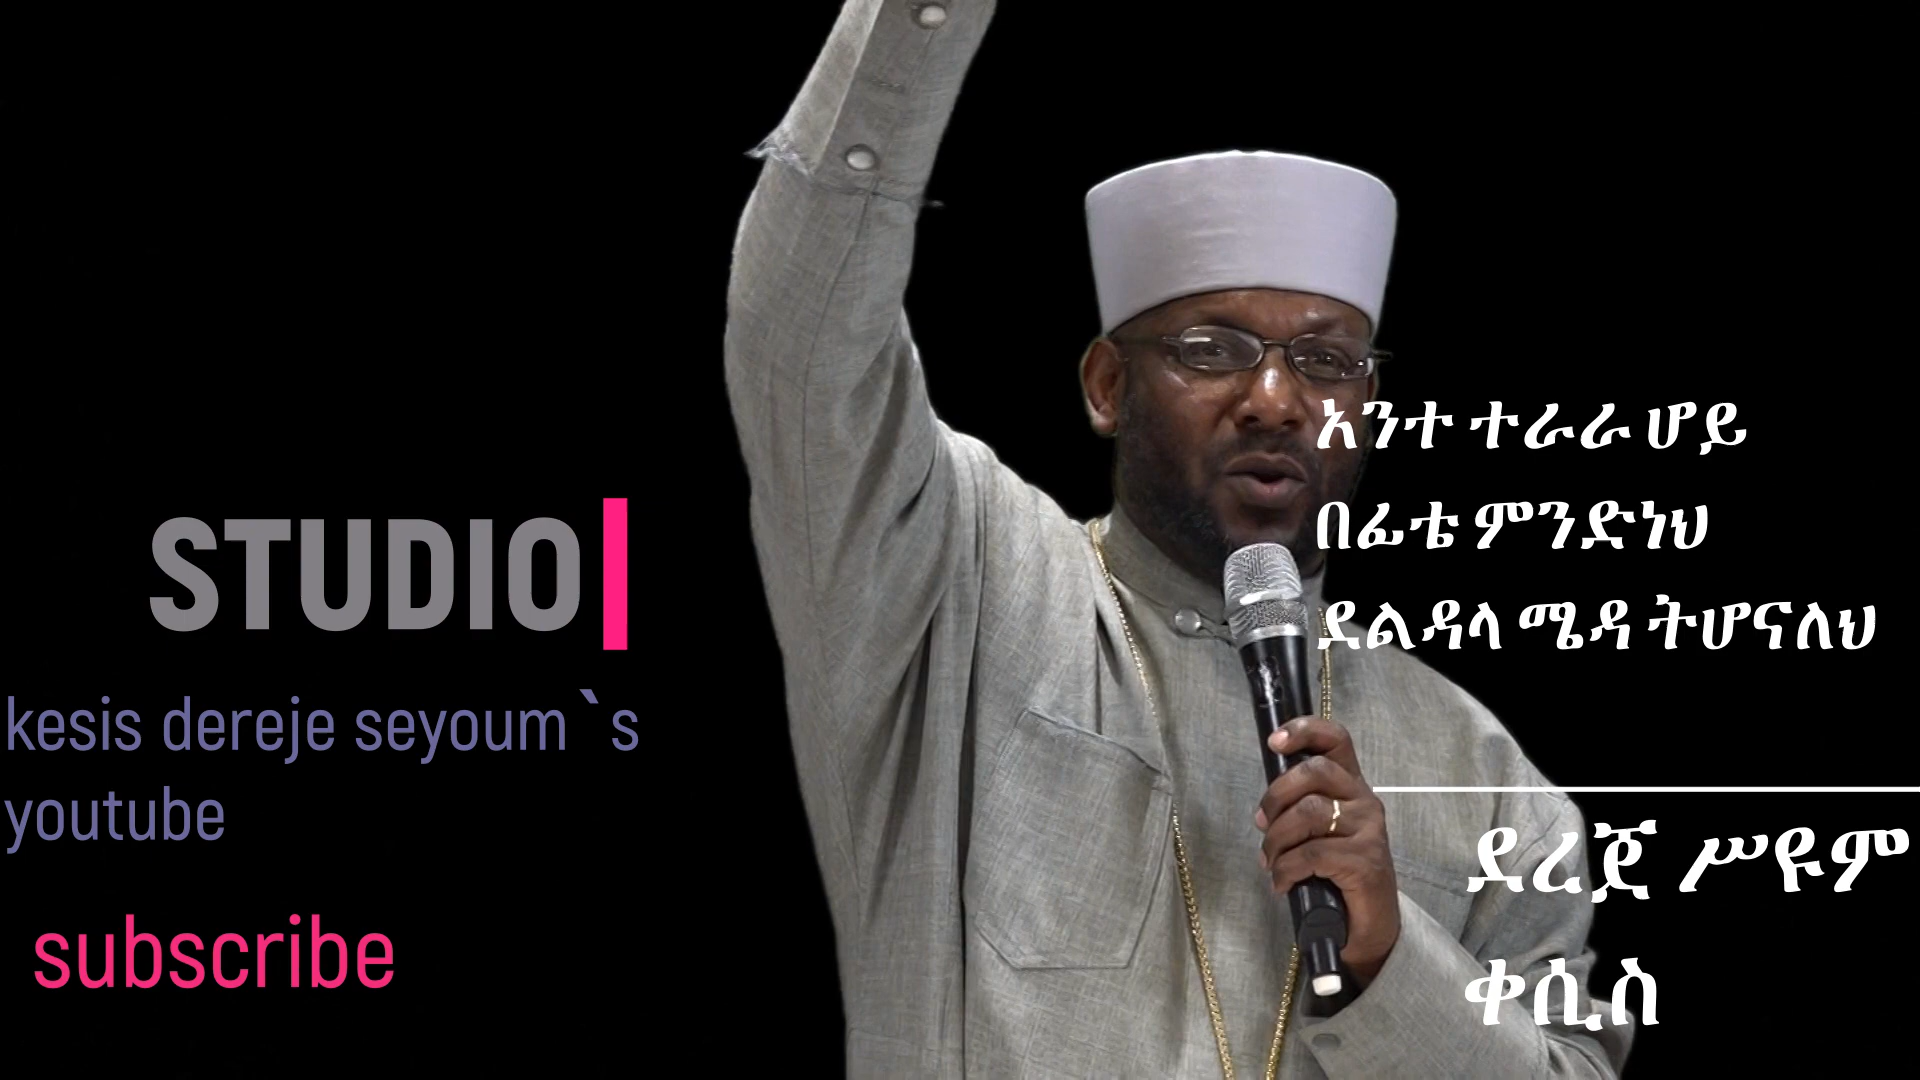 STUDIO
kesis dereje seyoum`s
youtube
subscribe
አንተ ተራራ ሆይ
በፊቴ ምንድነህ
ደልዳላ ሜዳ ትሆናለህ
ደረጀ ሥዩም
ቀሲስ